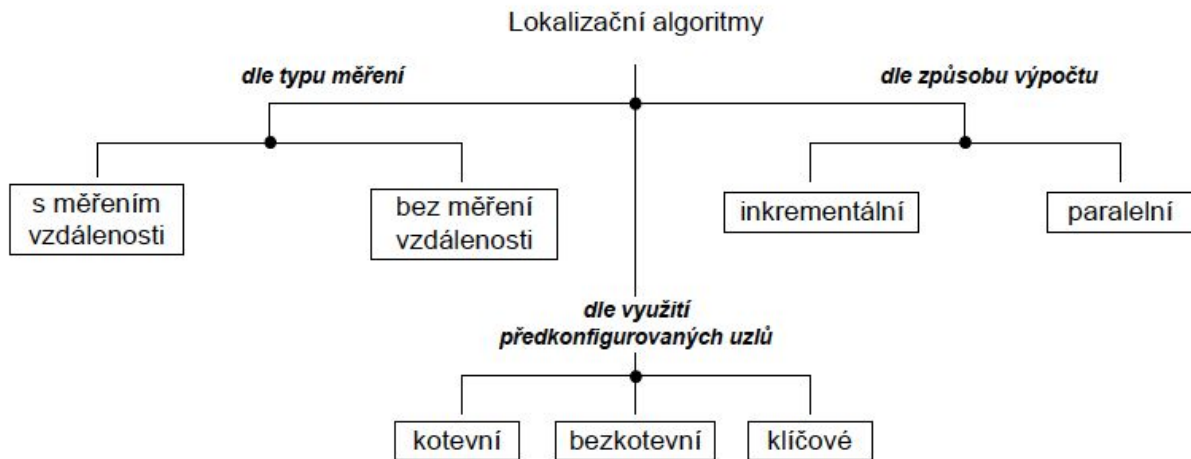 Lokalizační algoritmy
dle typu měření
dle způsobu výpočtu
s měřením
vzdálenosti
bez měření
vzdálenosti
inkrementální
paralelní
dle využití
předkonfigurovaných uzlů
kotevní
bezkotevní
klíčové